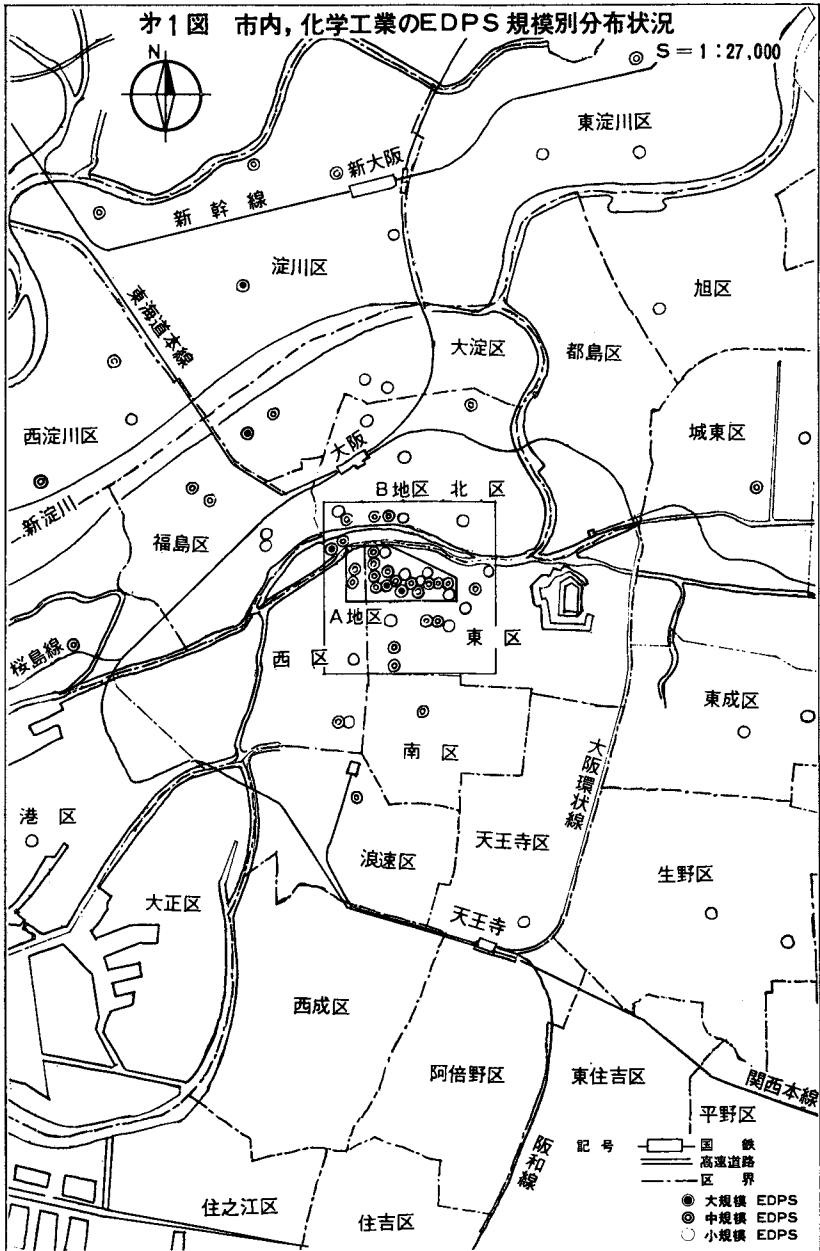 第1図 市内,化学工業のEDPS規模別分布状況
S=1:27,000
N
東淀川区
新大阪
新幹線
淀川区
旭区
東海道本線
大淀区
都島区
西淀川区
城東区
大阪
新淀川
B地区
北区
福島区
A地区
東区
桜島線
西区
東成区
南区
大阪環状線
港区
天王寺区
浪速区
生野区
大正区
天王寺
西成区
阿倍野区
東住吉区
関西本線
平野区
阪和線
住之江区
住吉区
記号
国鉄
高速道路
区界
大規模 EDPS
中規模 EDPS
小規模 EDPS